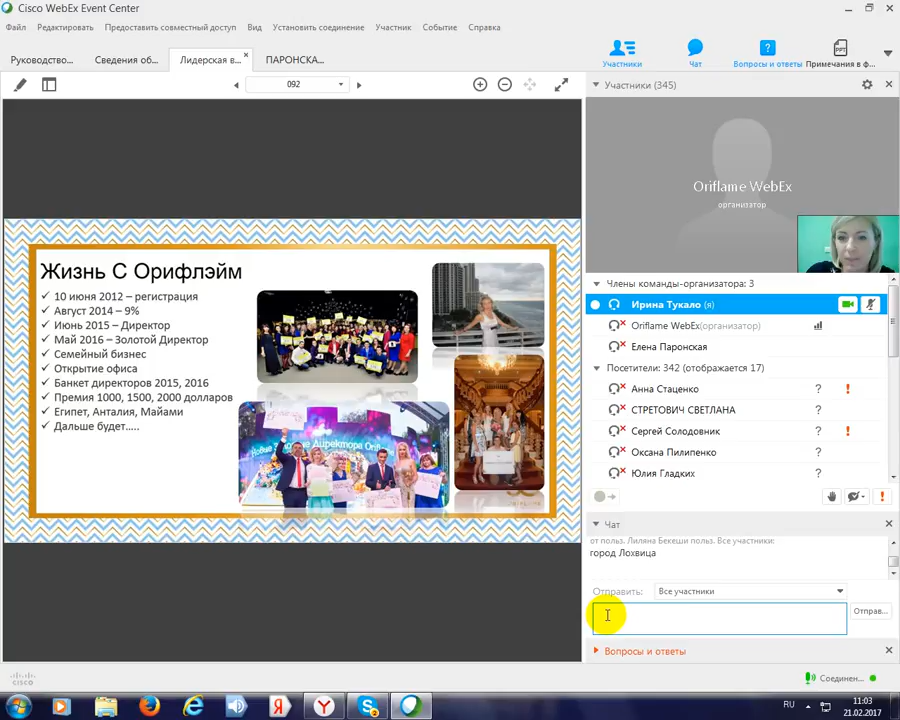 Cisco WebEx Event Center
Файл Редактировать Предоставить совместный доступ Вид Установить соединение Участник Событие Справка
Руководство... Сведения об... Лидерская в... ПАРОНСКА...
Участники Чат Вопросы и ответы Примечания в ф...
092
Участники (345)
Oriflame WebEx
организатор
Жизнь С Орифлэйм
10 июня 2012 – регистрация
Август 2014 – 9%
Июнь 2015 – Директор
Май 2016 – Золотой Директор
Семейный бизнес
Открытие офиса
Банкет директоров 2015, 2016
Премия 1000, 1500, 2000 долларов
Египет, Анталия, Майами
Дальше будет.....
Члены команды-организатора: 3
Ирина Тукало (я)
Oriflame WebEx(организатор)
Елена Паронская
Посетители: 342 (отображается 17)
Анна Стаценко
СТРЕТОВИЧ СВЕТЛАНА
Сергей Солодовник
Оксана Пилипенко
Юлия Гладких
Чат
от польз. Лиляна Бекеши польз. Все участники:
город Лохвица
Отправить: Все участники
Отправ...
Вопросы и ответы
CISCO
Соединен...
RU
11:03
21.02.2017